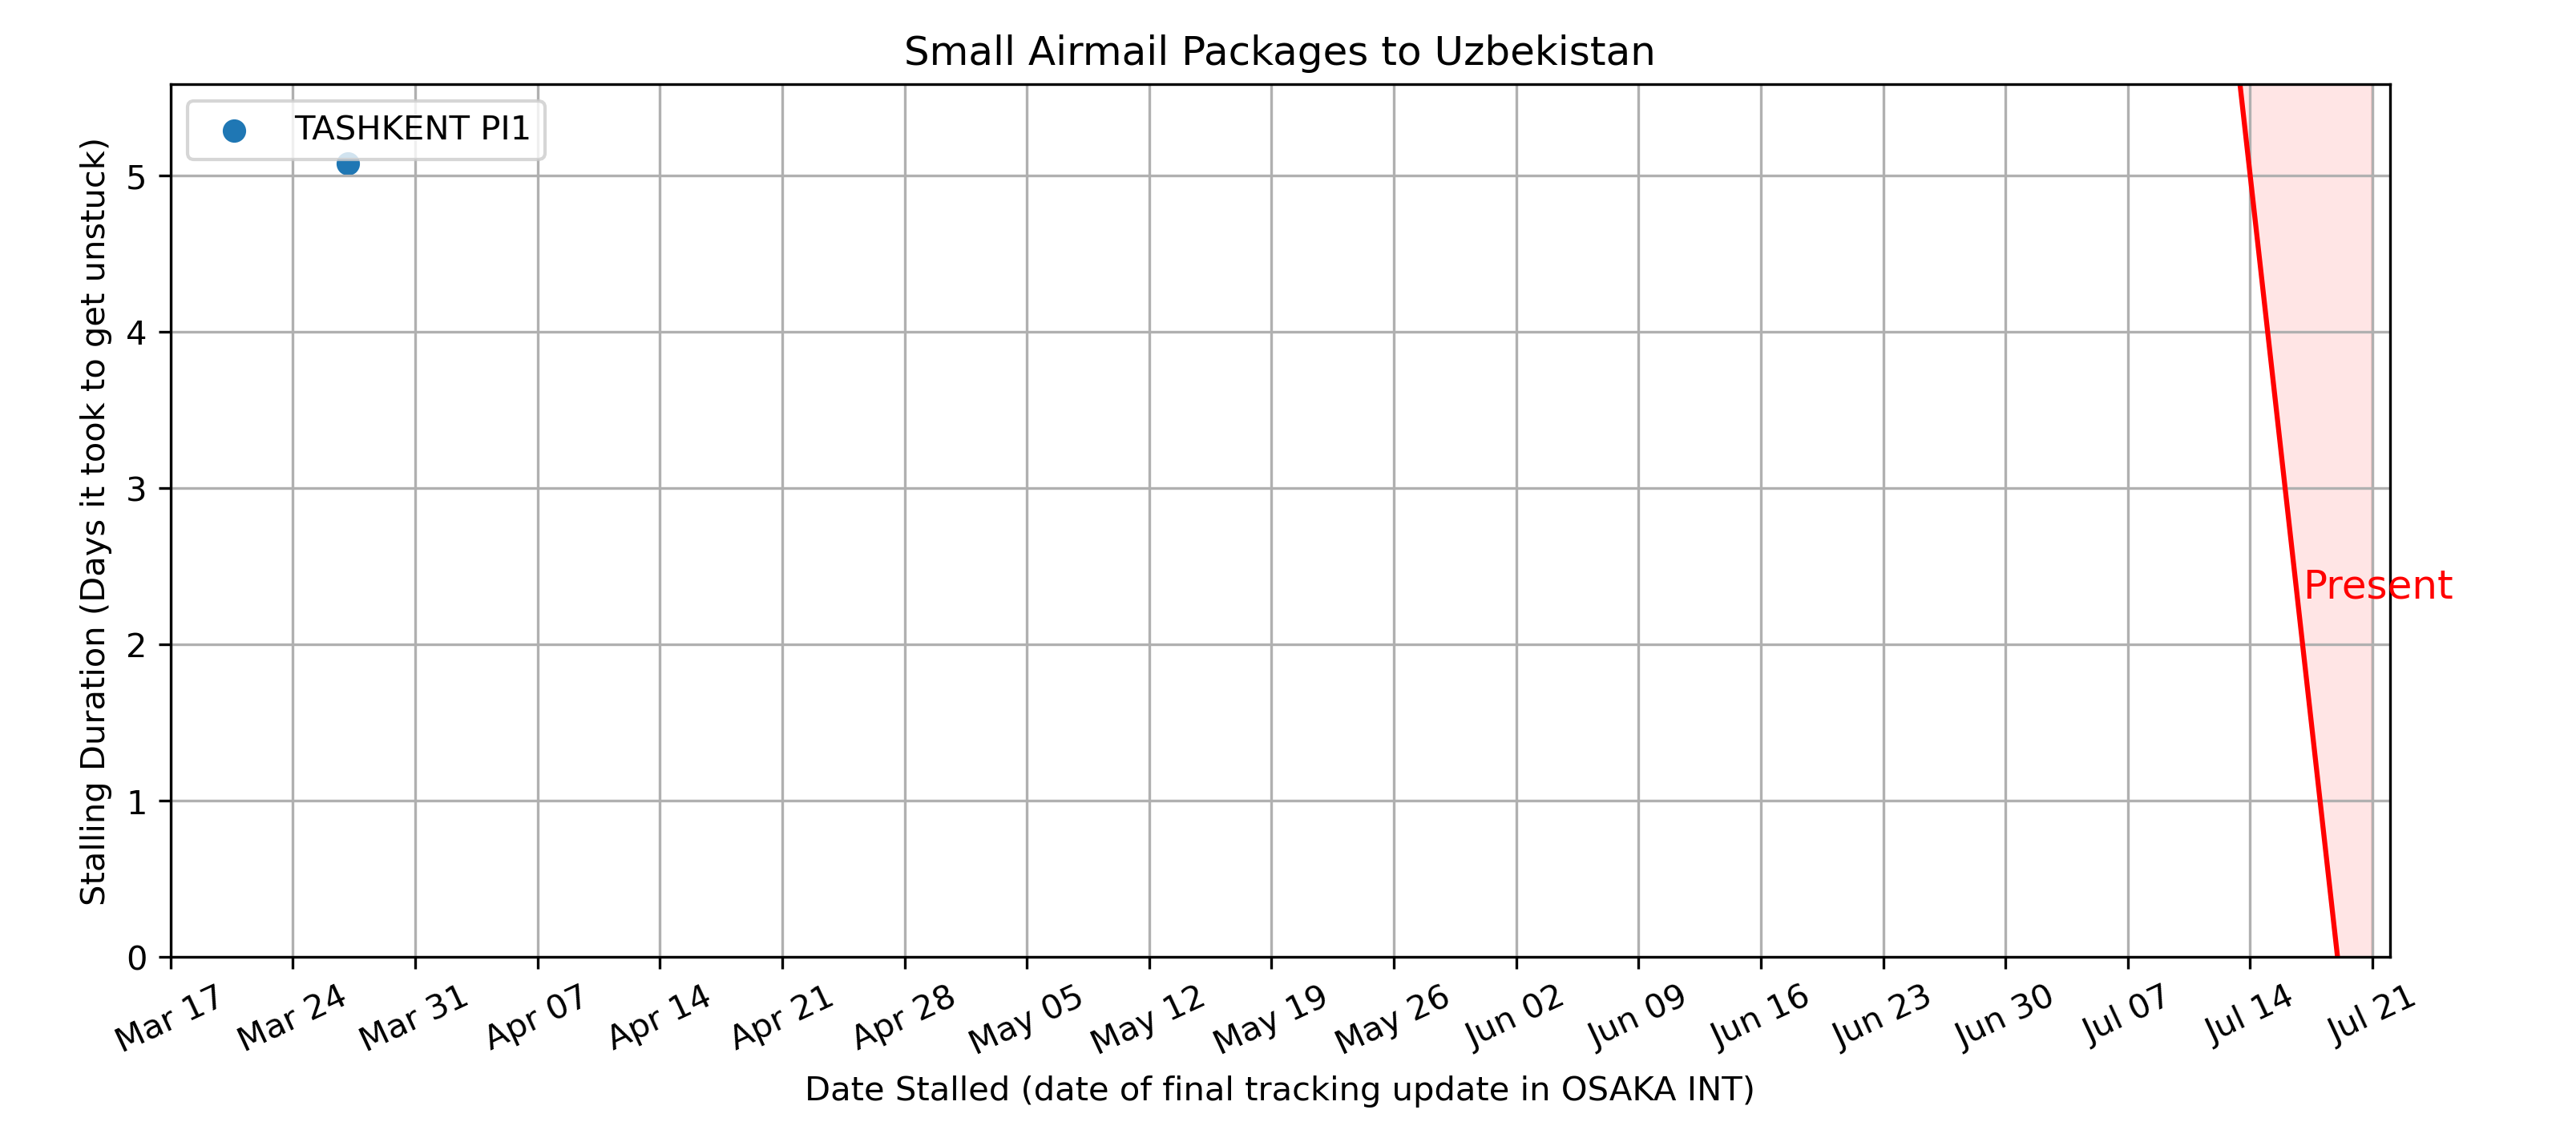 Small Airmail Packages to Uzbekistan
TASHKENT PI1
Stalling Duration (Days it took to get unstuck)
5
4
3
2
1
0
Present
Mar 17
Mar 24
Mar 31
Apr 07
Apr 14
Apr 21
Apr 28
May 05
May 12
May 19
May 26
Jun 02
Jun 09
Jun 16
Jun 23
Jun 30
Jul 07
Jul 14
Jul 21
Date Stalled (date of final tracking update in OSAKA INT)